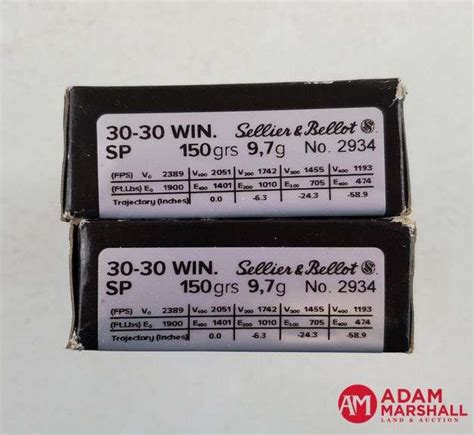 30-30 WIN. Sellier & Bellot SB
SP 150grs 9,7g No. 2934
(FPS) V₀ 2389 V₁₀₀ 2051 V₂₀₀ 1742 V₃₀₀ 1455 V₄₀₀ 1193
(Ft.Lbs) E₀ 1900 E₁₀₀ 1401 E₂₀₀ 1010 E₃₀₀ 705 E₄₀₀ 474
Trajectory (Inches) 0.0 -6.3 -24.3 -58.9
30-30 WIN. Sellier & Bellot SB
SP 150grs 9,7g No. 2934
(FPS) V₀ 2389 V₁₀₀ 2051 V₂₀₀ 1742 V₃₀₀ 1455 V₄₀₀ 1193
(Ft.Lbs) E₀ 1900 E₁₀₀ 1401 E₂₀₀ 1010 E₃₀₀ 705 E₄₀₀ 474
Trajectory (Inches) 0.0 -6.3 -24.3 -58.9
AM ADAM
MARSHALL
LAND & AUCTION